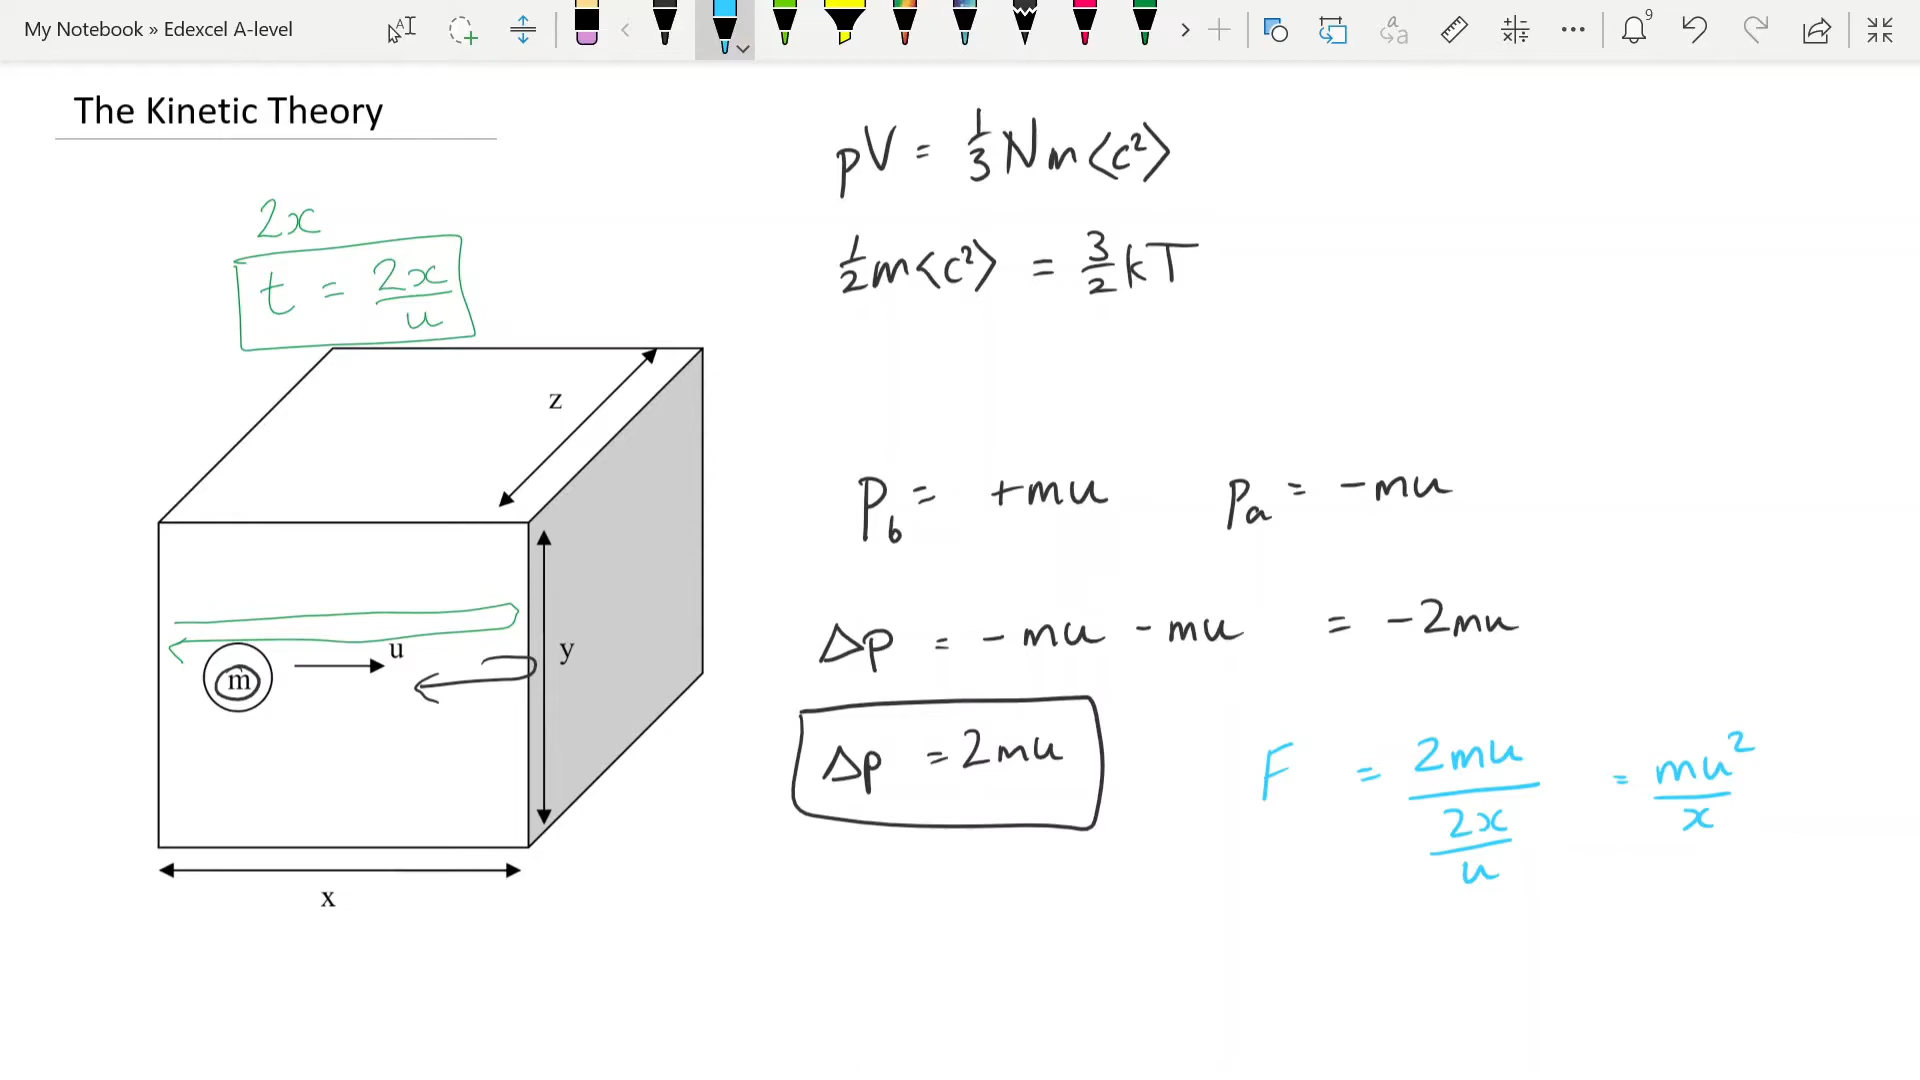 My Notebook » Edexcel A-level
9
The Kinetic Theory
pV = 1/3 Nm<c²>
1/2 m<c²> = 3/2 kT
2x
t = 2x/u
z
P_b = +mu
P_a = -mu
Δp = -mu - mu = -2mu
u
y
m
Δp = 2mu
F = 2mu/(2x/u) = mu²/x
x